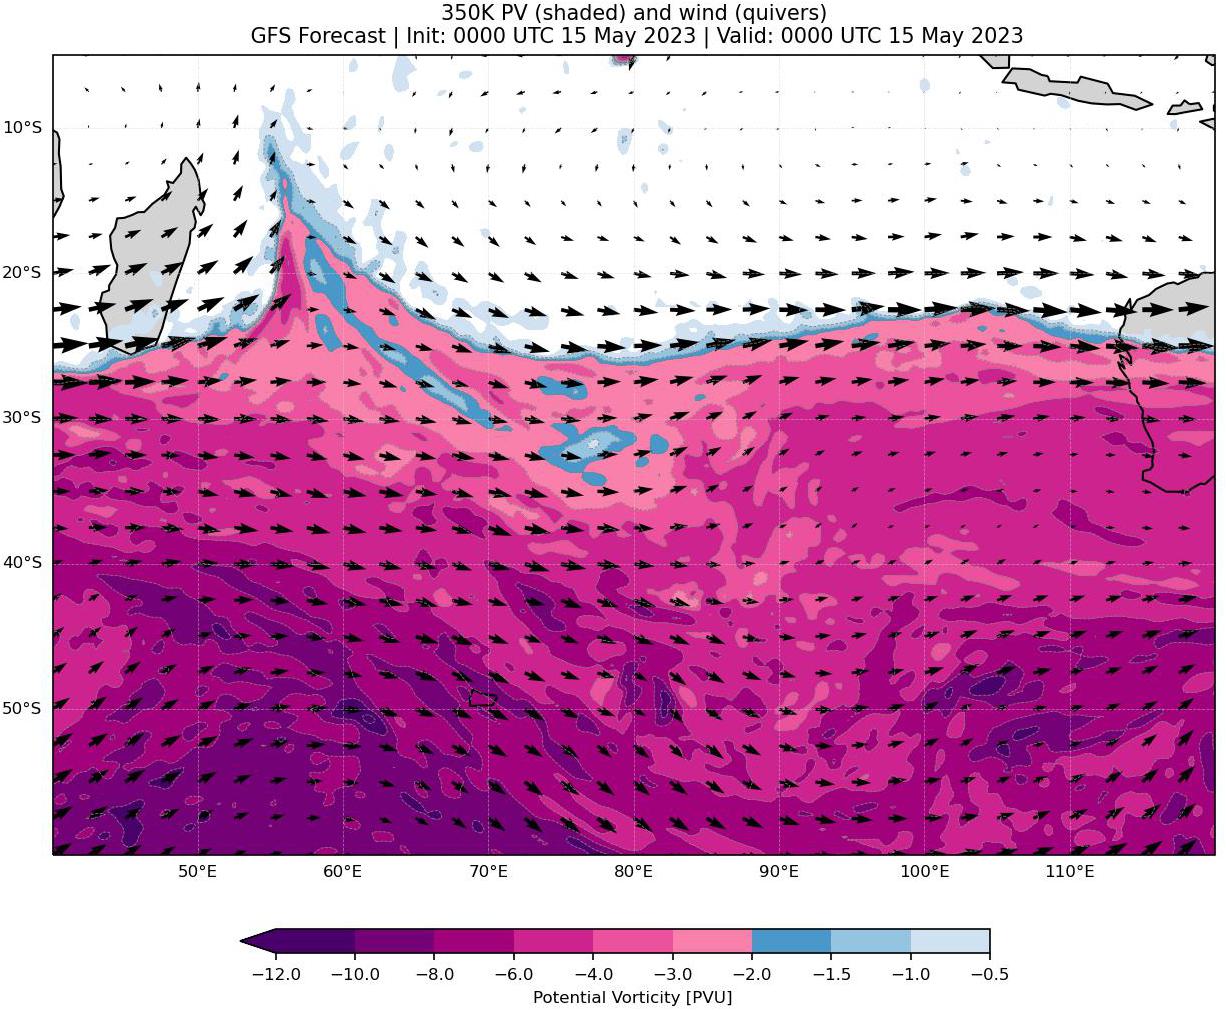 350K PV (shaded) and wind (quivers)
GFS Forecast | Init: 0000 UTC 15 May 2023 | Valid: 0000 UTC 15 May 2023
10°S
20°S
30°S
40°S
50°S
50°E 60°E 70°E 80°E 90°E 100°E 110°E
−12.0 −10.0 −8.0 −6.0 −4.0 −3.0 −2.0 −1.5 −1.0 −0.5
Potential Vorticity [PVU]